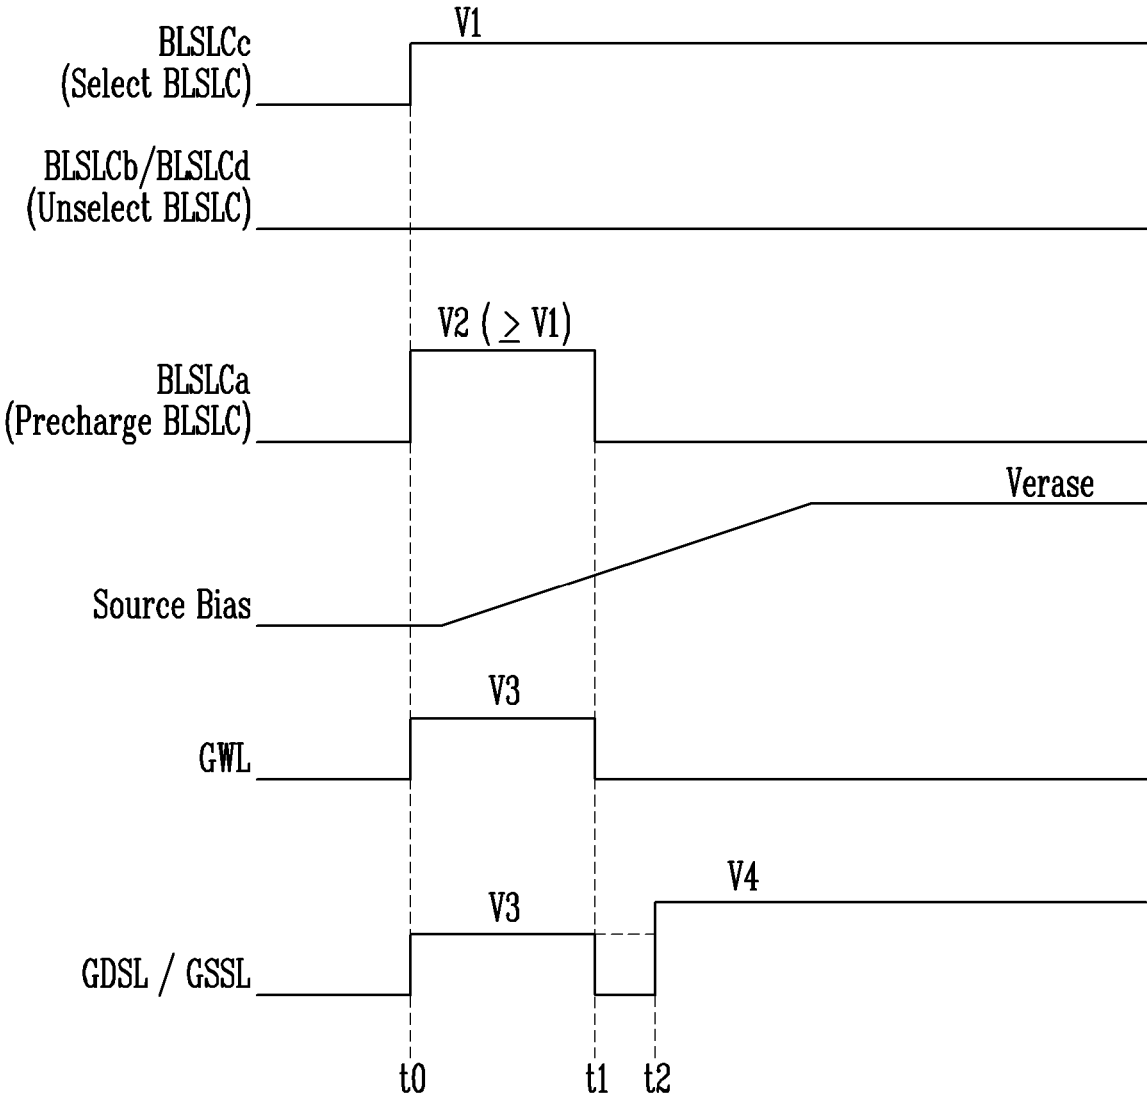 V1
BLSLCc
(Select BLSLC)
BLSLCb/BLSLCd
(Unselect BLSLC)
V2 ( ≥ V1)
BLSLCa
(Precharge BLSLC)
Verase
Source Bias
V3
GWL
V4
V3
GDSL / GSSL
t0 t1 t2